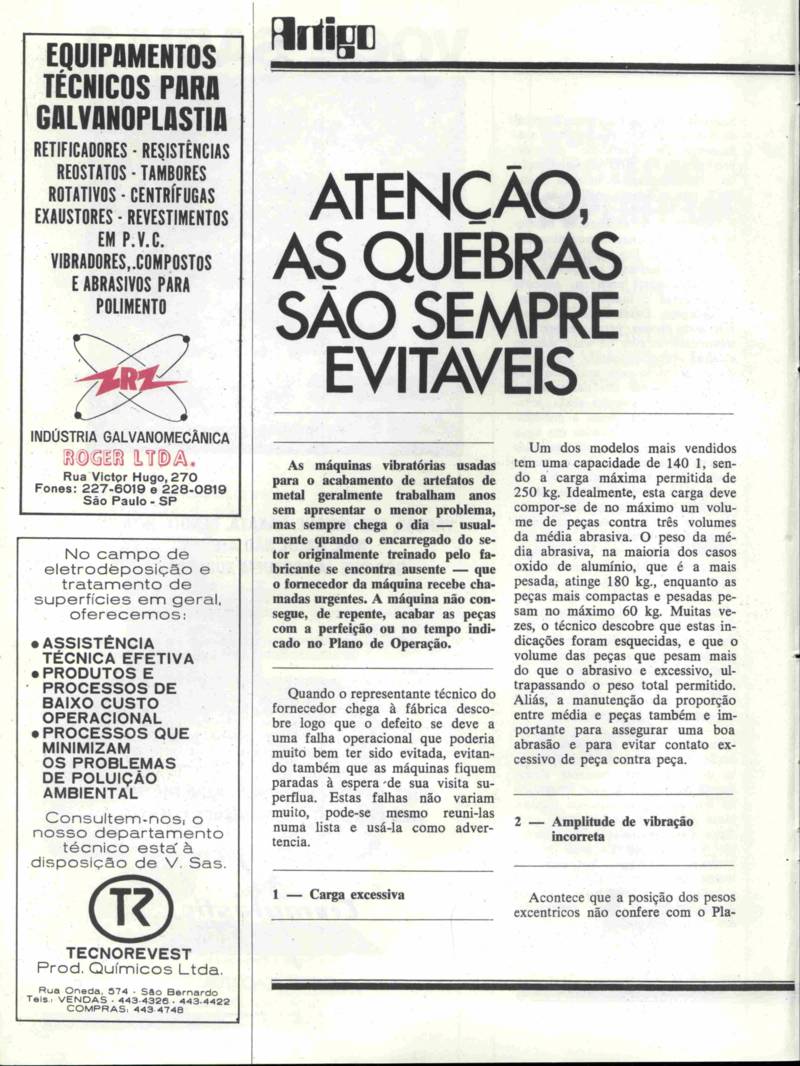 EQUIPAMENTOS
TÉCNICOS PARA
GALVANOPLASTIA
RETIFICADORES - RESISTÊNCIAS
REOSTATOS - TAMBORES
ROTATIVOS - CENTRÍFUGAS
EXAUSTORES - REVESTIMENTOS
EM P.V.C.
VIBRADORES,.COMPOSTOS
E ABRASIVOS PARA
POLIMENTO
ZRZ
INDÚSTRIA GALVANOMECÂNICA
ROGER LTDA.
Rua Victor Hugo, 270
Fones: 227-6019 e 228-0819
São Paulo - SP
No campo de
eletrodeposição e
tratamento de
superfícies em geral,
oferecemos:
• ASSISTÊNCIA
TÉCNICA EFETIVA
• PRODUTOS E
PROCESSOS DE
BAIXO CUSTO
OPERACIONAL
• PROCESSOS QUE
MINIMIZAM
OS PROBLEMAS
DE POLUIÇÃO
AMBIENTAL
Consultem-nos, o
nosso departamento
técnico está à
disposição de V. Sas.
TR
TECNOREVEST
Prod. Químicos Ltda.
Rua Oneda, 574 - São Bernardo
Tels.: VENDAS - 443-4326 - 443-4422
COMPRAS: 443-4748
Artigo
ATENÇÃO,
AS QUEBRAS
SÃO SEMPRE
EVITAVEIS
As máquinas vibratórias usadas
para o acabamento de artefatos de
metal geralmente trabalham anos
sem apresentar o menor problema,
mas sempre chega o dia — usual-
mente quando o encarregado do se-
tor originalmente treinado pelo fa-
bricante se encontra ausente — que
o fornecedor da máquina recebe cha-
madas urgentes. A máquina não con-
segue, de repente, acabar as peças
com a perfeição ou no tempo indi-
cado no Plano de Operação.
Quando o representante técnico do
fornecedor chega à fábrica desco-
bre logo que o defeito se deve a
uma falha operacional que poderia
muito bem ter sido evitada, evitan-
do também que as máquinas fiquem
paradas à espera de sua visita su-
perflua. Estas falhas não variam
muito, pode-se mesmo reuni-las
numa lista e usá-la como adver-
tencia.
1 — Carga excessiva
Um dos modelos mais vendidos
tem uma capacidade de 140 1, sen-
do a carga máxima permitida de
250 kg. Idealmente, esta carga deve
compor-se de no máximo um volu-
me de peças contra três volumes
da média abrasiva. O peso da mé-
dia abrasiva, na maioria dos casos
oxido de alumínio, que é a mais
pesada, atinge 180 kg., enquanto as
peças mais compactas e pesadas pe-
sam no máximo 60 kg. Muitas ve-
zes, o técnico descobre que estas in-
dicações foram esquecidas, e que o
volume das peças que pesam mais
do que o abrasivo e excessivo, ul-
trapassando o peso total permitido.
Aliás, a manutenção da proporção
entre média e peças também e im-
portante para assegurar uma boa
abrasão e para evitar contato ex-
cessivo de peça contra peça.
2 — Amplitude de vibração
incorreta
Acontece que a posição dos pesos
excentricos não confere com o Pla-